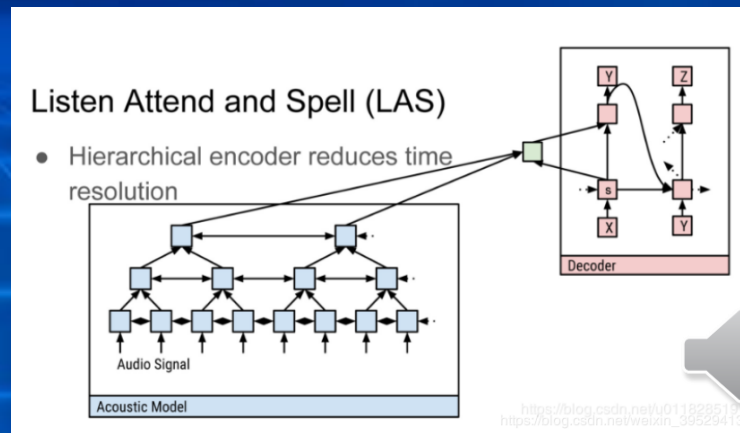 Listen Attend and Spell (LAS)
● Hierarchical encoder reduces time
resolution
Audio Signal
Acoustic Model
Y
Z
s
X
Y
Decoder
https://blog.csdn.net/u011828519
https://blog.csdn.net/weixin_3952941